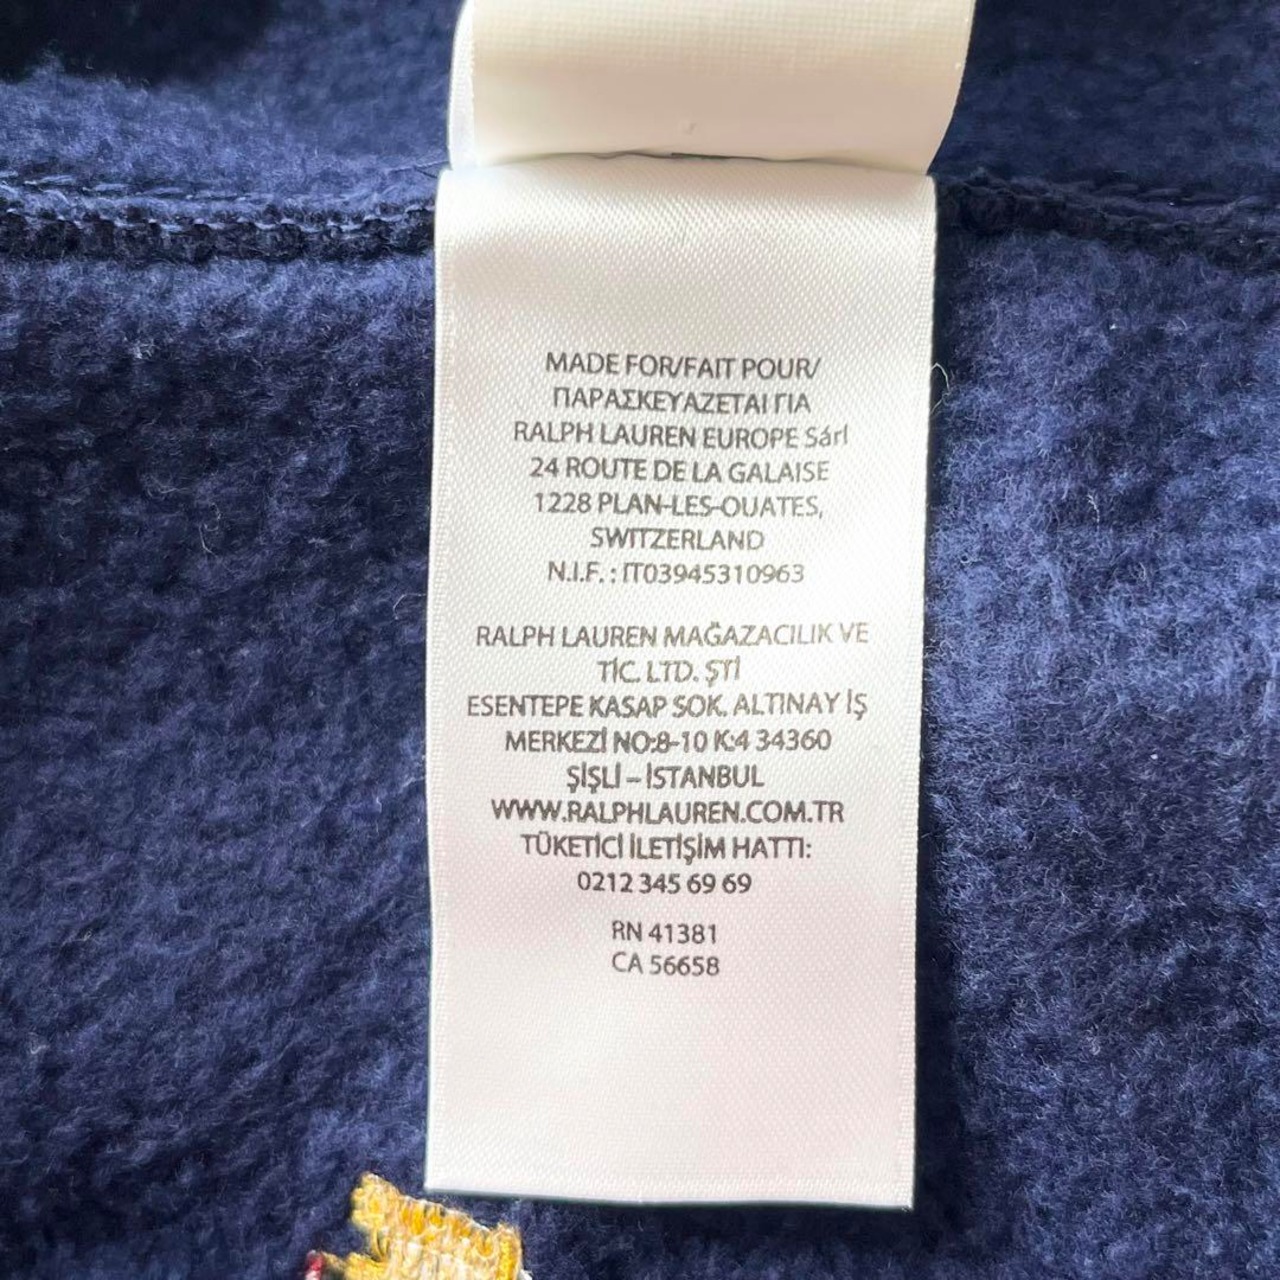 MADE FOR/FAIT POUR/
ΠΑΡΑΣΚΕΥΑΖΕΤΑΙ ΓΙΑ
RALPH LAUREN EUROPE Sárl
24 ROUTE DE LA GALAISE
1228 PLAN-LES-OUATES,
SWITZERLAND
N.I.F. : IT03945310963
RALPH LAUREN MAĞAZACILIK VE
TİC. LTD. ŞTİ
ESENTEPE KASAP SOK. ALTINAY İŞ
MERKEZİ NO:8-10 K:4 34360
ŞİŞLİ – İSTANBUL
WWW.RALPHLAUREN.COM.TR
TÜKETİCİ İLETİŞİM HATTI:
0212 345 69 69
RN 41381
CA 56658